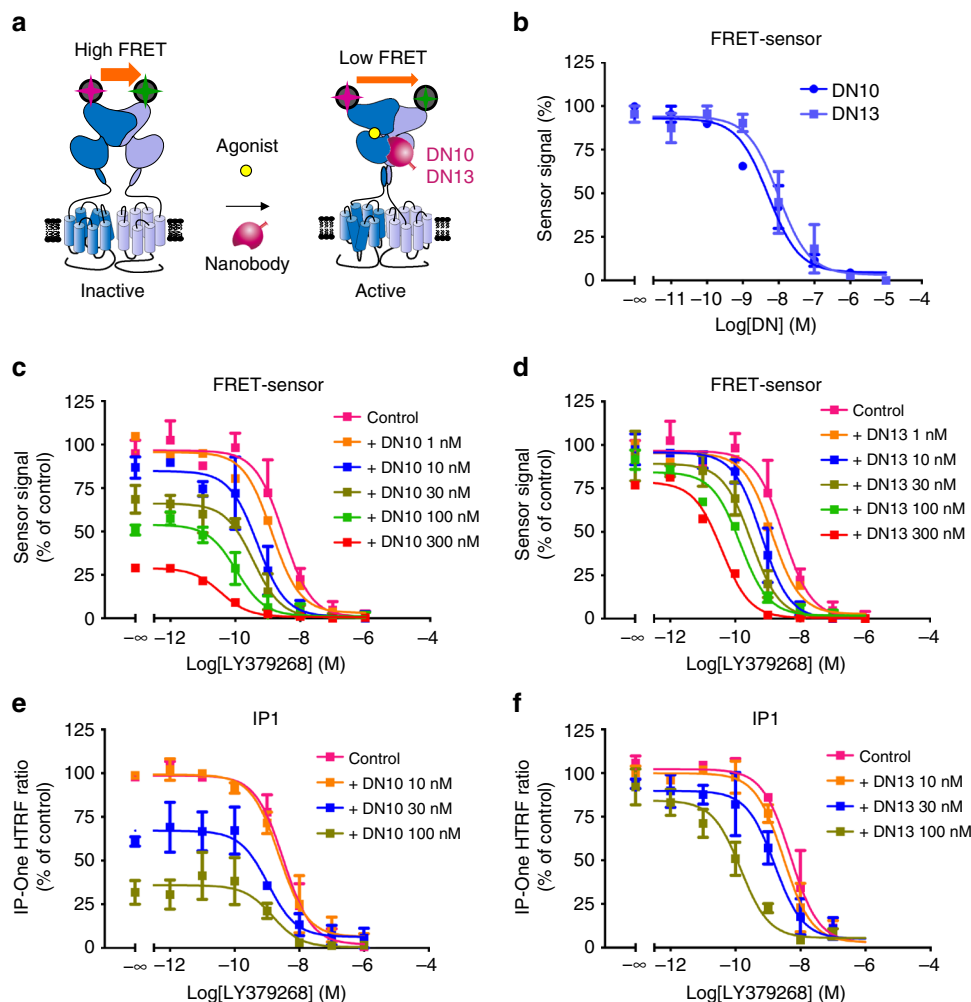 a
High FRET
Low FRET
Agonist
DN10
DN13
Nanobody
Inactive
Active
b
FRET-sensor
125
100
75
50
25
0
Sensor signal (%)
DN10
DN13
−∞ −11 −10 −9 −8 −7 −6 −5 −4
Log[DN] (M)
c
FRET-sensor
125
100
75
50
25
0
Sensor signal
(% of control)
Control
+ DN10 1 nM
+ DN10 10 nM
+ DN10 30 nM
+ DN10 100 nM
+ DN10 300 nM
−∞ −12 −10 −8 −6 −4
Log[LY379268] (M)
d
FRET-sensor
125
100
75
50
25
0
Sensor signal
(% of control)
Control
+ DN13 1 nM
+ DN13 10 nM
+ DN13 30 nM
+ DN13 100 nM
+ DN13 300 nM
−∞ −12 −10 −8 −6 −4
Log[LY379268] (M)
e
IP1
125
100
75
50
25
0
IP-One HTRF ratio
(% of control)
Control
+ DN10 10 nM
+ DN10 30 nM
+ DN10 100 nM
−∞ −12 −10 −8 −6 −4
Log[LY379268] (M)
f
IP1
125
100
75
50
25
0
IP-One HTRF ratio
(% of control)
Control
+ DN13 10 nM
+ DN13 30 nM
+ DN13 100 nM
−∞ −12 −10 −8 −6 −4
Log[LY379268] (M)